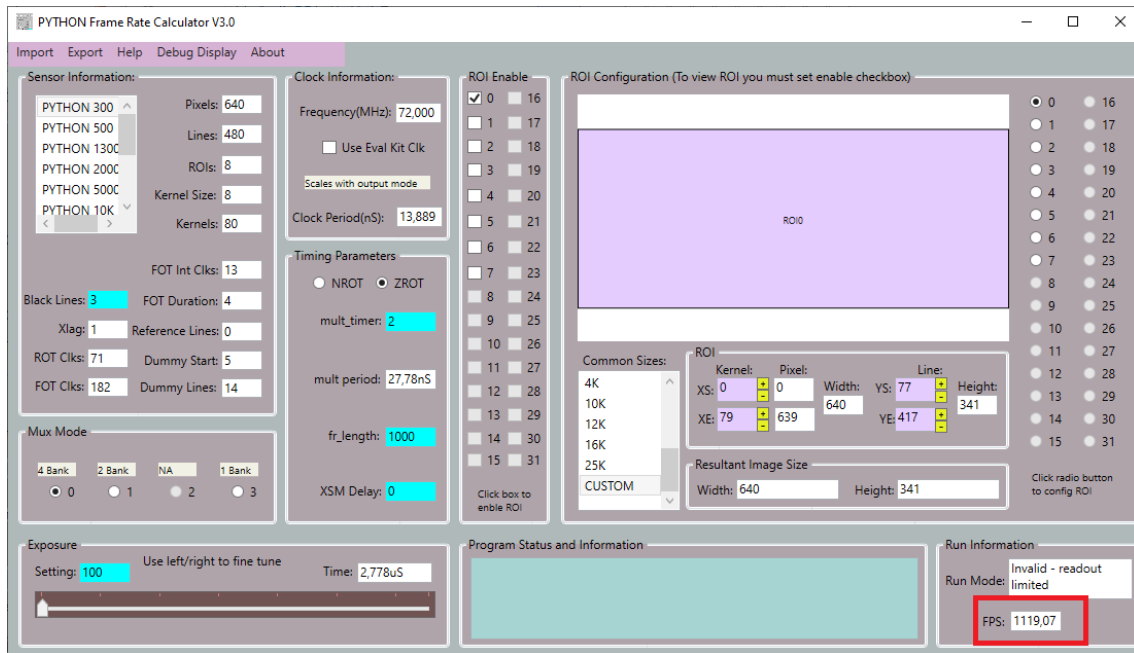 PYTHON Frame Rate Calculator V3.0
Import Export Help Debug Display About
Sensor Information:
PYTHON 300
PYTHON 500
PYTHON 1300
PYTHON 2000
PYTHON 5000
PYTHON 10K
Pixels: 640
Lines: 480
ROIs: 8
Kernel Size: 8
Kernels: 80
FOT Int Clks: 13
Black Lines: 3 FOT Duration: 4
Xlag: 1 Reference Lines: 0
ROT Clks: 71 Dummy Start: 5
FOT Clks: 182 Dummy Lines: 14
Mux Mode
4 Bank 2 Bank NA 1 Bank
0 1 2 3
Clock Information:
Frequency(MHz): 72,000
Use Eval Kit Clk
Scales with output mode
Clock Period(nS): 13,889
Timing Parameters
NROT ZROT
mult_timer: 2
mult period: 27,78nS
fr_length: 1000
XSM Delay: 0
ROI Enable
0 16
1 17
2 18
3 19
4 20
5 21
6 22
7 23
8 24
9 25
10 26
11 27
12 28
13 29
14 30
15 31
Click box to
enble ROI
ROI Configuration (To view ROI you must set enable checkbox)
ROI0
0 16
1 17
2 18
3 19
4 20
5 21
6 22
7 23
8 24
9 25
10 26
11 27
12 28
13 29
14 30
15 31
Click radio button
to config ROI
Common Sizes:
4K
10K
12K
16K
25K
CUSTOM
ROI
Kernel: Pixel: Line:
XS: 0 + - 0 Width: YS: 77 + - Height:
640 341
XE: 79 + - 639 YE: 417 + -
Resultant Image Size
Width: 640 Height: 341
Exposure
Setting: 100 Use left/right to fine tune Time: 2,778uS
Program Status and Information
Run Information
Run Mode: Invalid - readout
limited
FPS: 1119,07